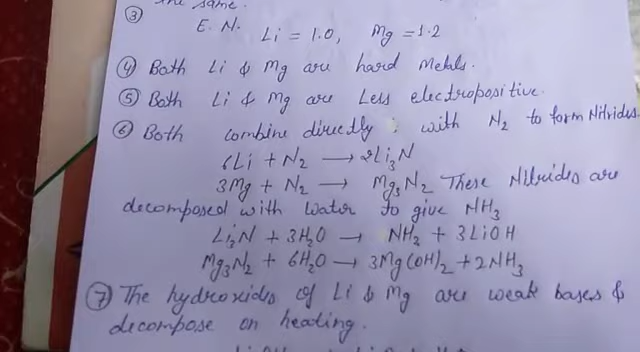 the same.
③ E. N. Li = 1.0, Mg = 1.2
④ Both Li & Mg are hard Metals.
⑤ Both Li & Mg are Less electropositive.
⑥ Both combine directly with N₂ to form Nitrides.
6Li + N₂ → 2Li₃N
3Mg + N₂ → Mg₃N₂ These Nitrides are
decomposed with water to give NH₃
Li₃N + 3H₂O → NH₃ + 3LiOH
Mg₃N₂ + 6H₂O → 3Mg(OH)₂ + 2NH₃
⑦ The hydroxides of Li & Mg are weak bases &
decompose on heating.